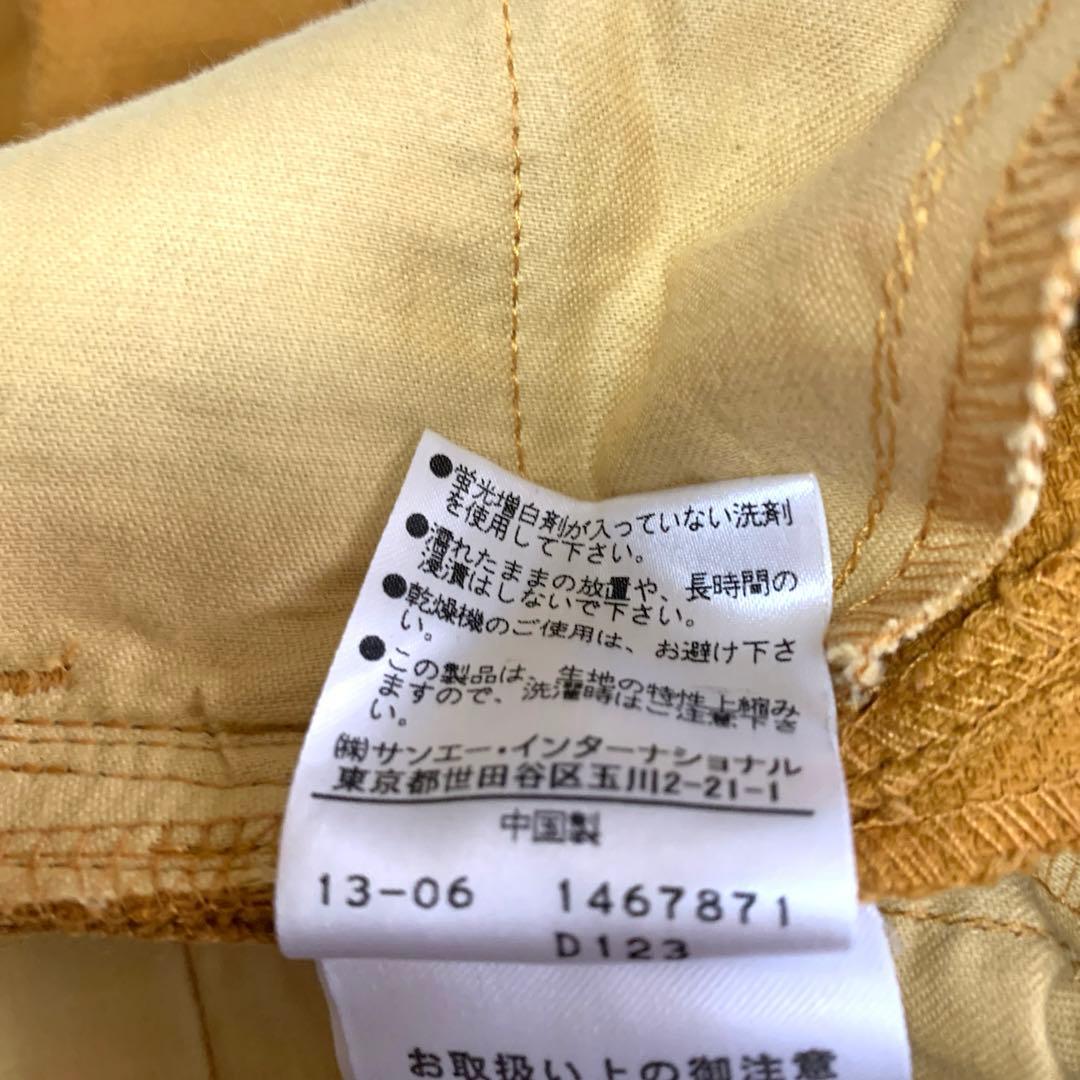 ●蛍光増白剤が入っていない洗剤
を使用して下さい。
●濡れたままの放置や、長時間の
浸漬はしないで下さい。
●乾燥機のご使用は、お避け下さ
い。
●この製品は、生地の特性上縮み
ますので、洗濯時はご注意下さ
い。
㈱サンエー・インターナショナル
東京都世田谷区玉川2-21-1
中国製
13-06 1467871
D123
お取扱い上の御注意